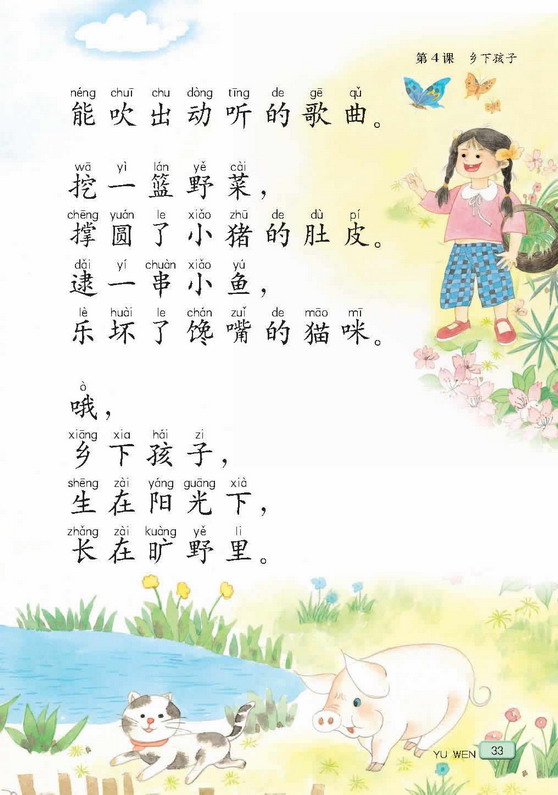 第4课 乡下孩子
néng chuī chu dòng tīng de gē qǔ
能吹出动听的歌曲。
wā yì lán yě cài
挖一篮野菜，
chēng yuán le xiǎo zhū de dù pí
撑圆了小猪的肚皮。
dǎi yí chuàn xiǎo yú
逮一串小鱼，
lè huài le chán zuǐ de māo mī
乐坏了馋嘴的猫咪。
ò
哦，
xiāng xia hái zi
乡下孩子，
shēng zài yáng guāng xià
生在阳光下，
zhǎng zài kuàng yě li
长在旷野里。
YU WEN 33